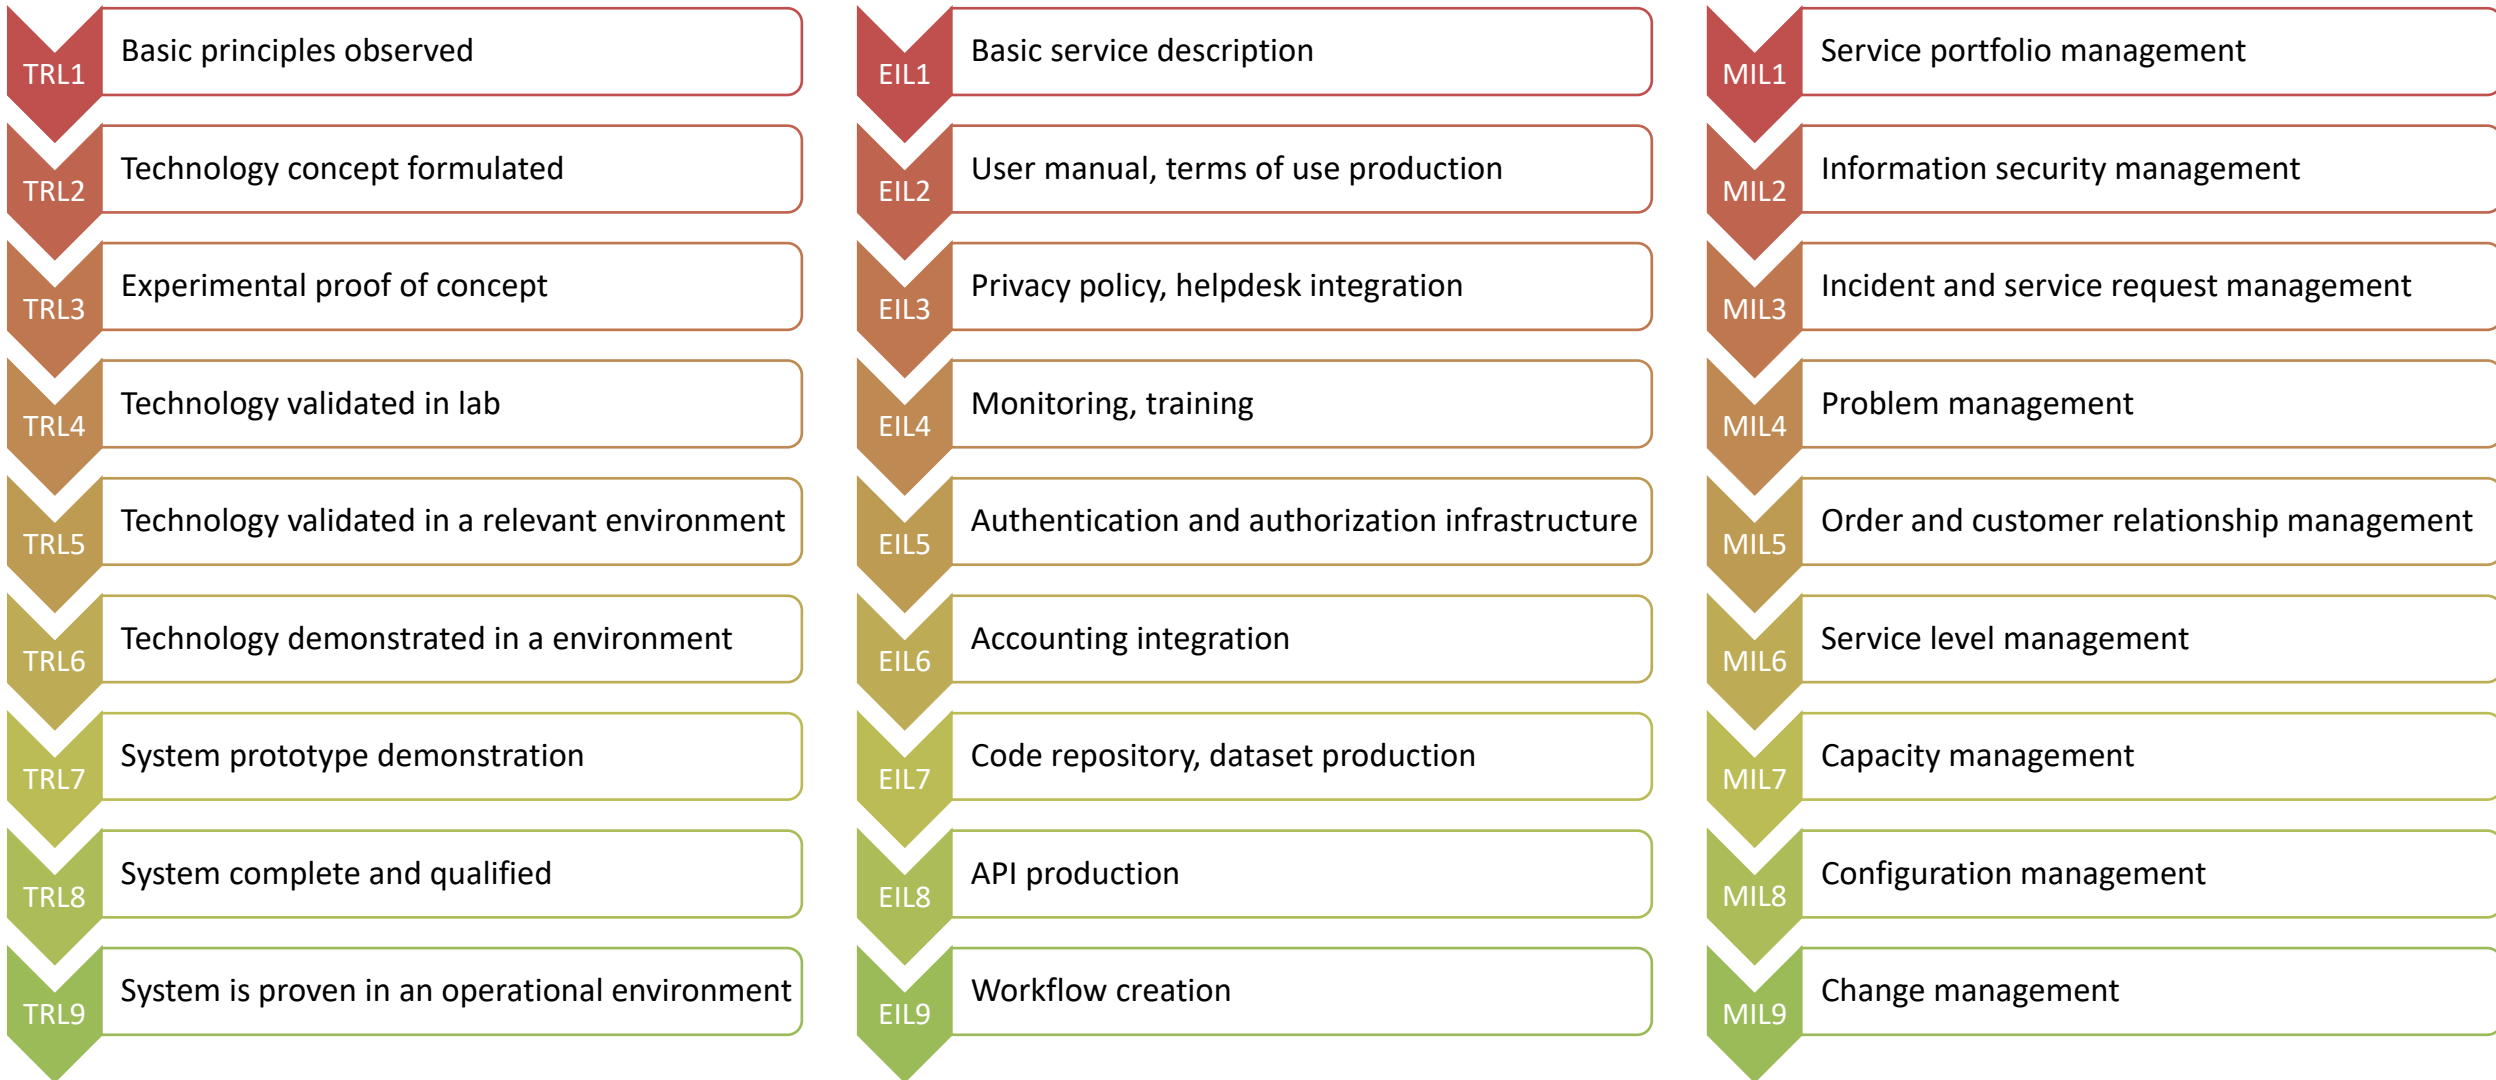 TRL1
Basic principles observed
TRL2
Technology concept formulated
TRL3
Experimental proof of concept
TRL4
Technology validated in lab
TRL5
Technology validated in a relevant environment
TRL6
Technology demonstrated in a environment
TRL7
System prototype demonstration
TRL8
System complete and qualified
TRL9
System is proven in an operational environment
EIL1
Basic service description
EIL2
User manual, terms of use production
EIL3
Privacy policy, helpdesk integration
EIL4
Monitoring, training
EIL5
Authentication and authorization infrastructure
EIL6
Accounting integration
EIL7
Code repository, dataset production
EIL8
API production
EIL9
Workflow creation
MIL1
Service portfolio management
MIL2
Information security management
MIL3
Incident and service request management
MIL4
Problem management
MIL5
Order and customer relationship management
MIL6
Service level management
MIL7
Capacity management
MIL8
Configuration management
MIL9
Change management